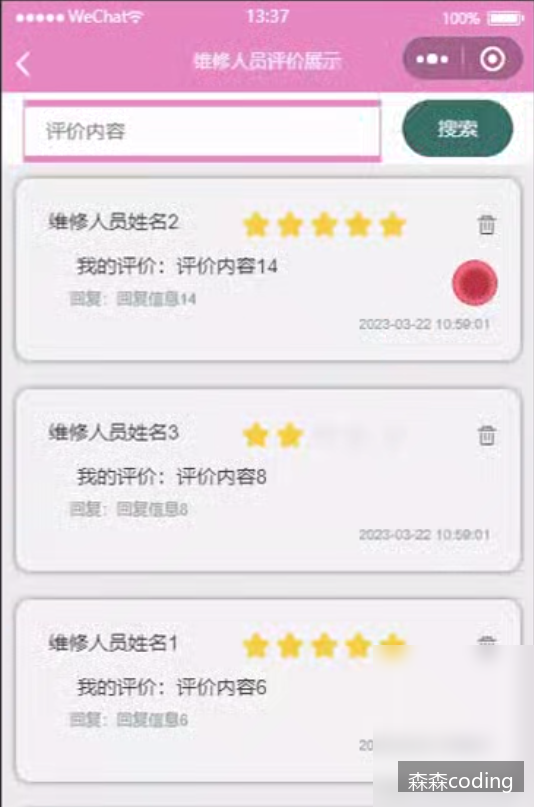 WeChat 13:37 100%
维修人员评价展示
评价内容 搜索
维修人员姓名2
我的评价：评价内容14
回复：回复信息14
2023-03-22 10:59:01
维修人员姓名3
我的评价：评价内容8
回复：回复信息8
2023-03-22 10:59:01
维修人员姓名1
我的评价：评价内容6
回复：回复信息6
20
森森coding